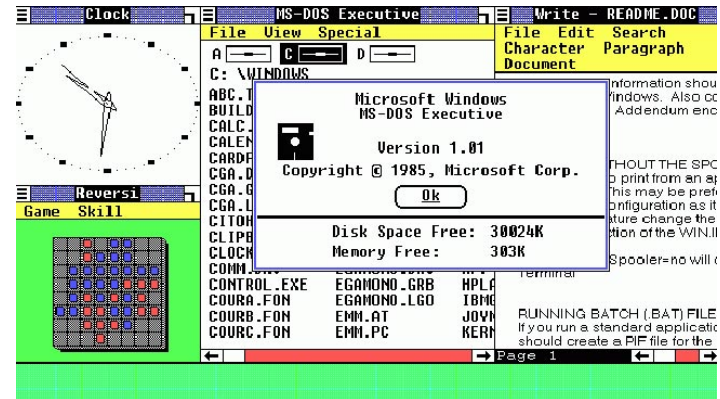 Clock
MS-DOS Executive
File View Special
A C D
C: \WINDOWS
ABC.T
BUILD
CALC.
CALEN
CARDF
CGA.D
CGA.G
CGA.L
CITOH
CLIPB
CLOCK
COMM.
CONTROL.EXE EGAMONO.GRB HPLA
COURA.FON EGAMONO.LGO IBMG
COURB.FON EMM.AT JOYM
COURC.FON EMM.PC KERN
Write - README.DOC
File Edit Search
Character Paragraph
Document
nformation shou
indows. Also co
Addendum enc
THOUT THE SPO
print from an ap
his may be prefe
nfiguration as it
ature change the
tion of the WIN.I
Spooler=no will d
Terminal
RUNNING BATCH (.BAT) FILE
If you run a standard applicatio
should create a PIF file for the
Page 1
Microsoft Windows
MS-DOS Executive
Version 1.01
Copyright © 1985, Microsoft Corp.
Ok
Disk Space Free: 30024K
Memory Free: 303K
Reversi
Game Skill